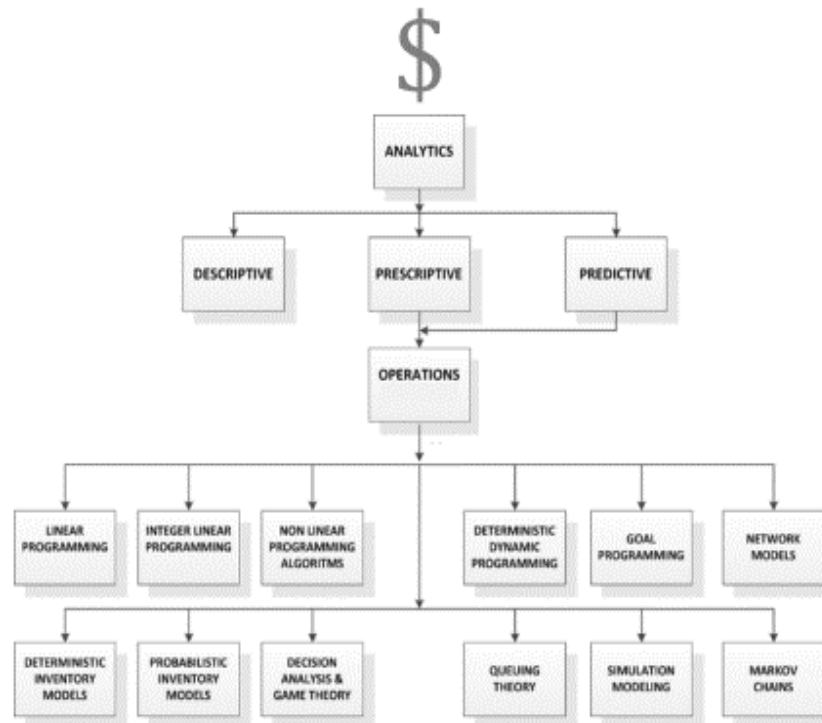 $
ANALYTICS
DESCRIPTIVE
PRESCRIPTIVE
PREDICTIVE
OPERATIONS
LINEAR
PROGRAMMING
INTEGER LINEAR
PROGRAMMING
NON LINEAR
PROGRAMMING
ALGORITMS
DETERMINISTIC
DYNAMIC
PROGRAMMING
GOAL
PROGRAMMING
NETWORK
MODELS
DETERMINISTIC
INVENTORY
MODELS
PROBABILISTIC
INVENTORY
MODELS
DECISION
ANALYSIS &
GAME THEORY
QUEUING
THEORY
SIMULATION
MODELING
MARKOV
CHAINS